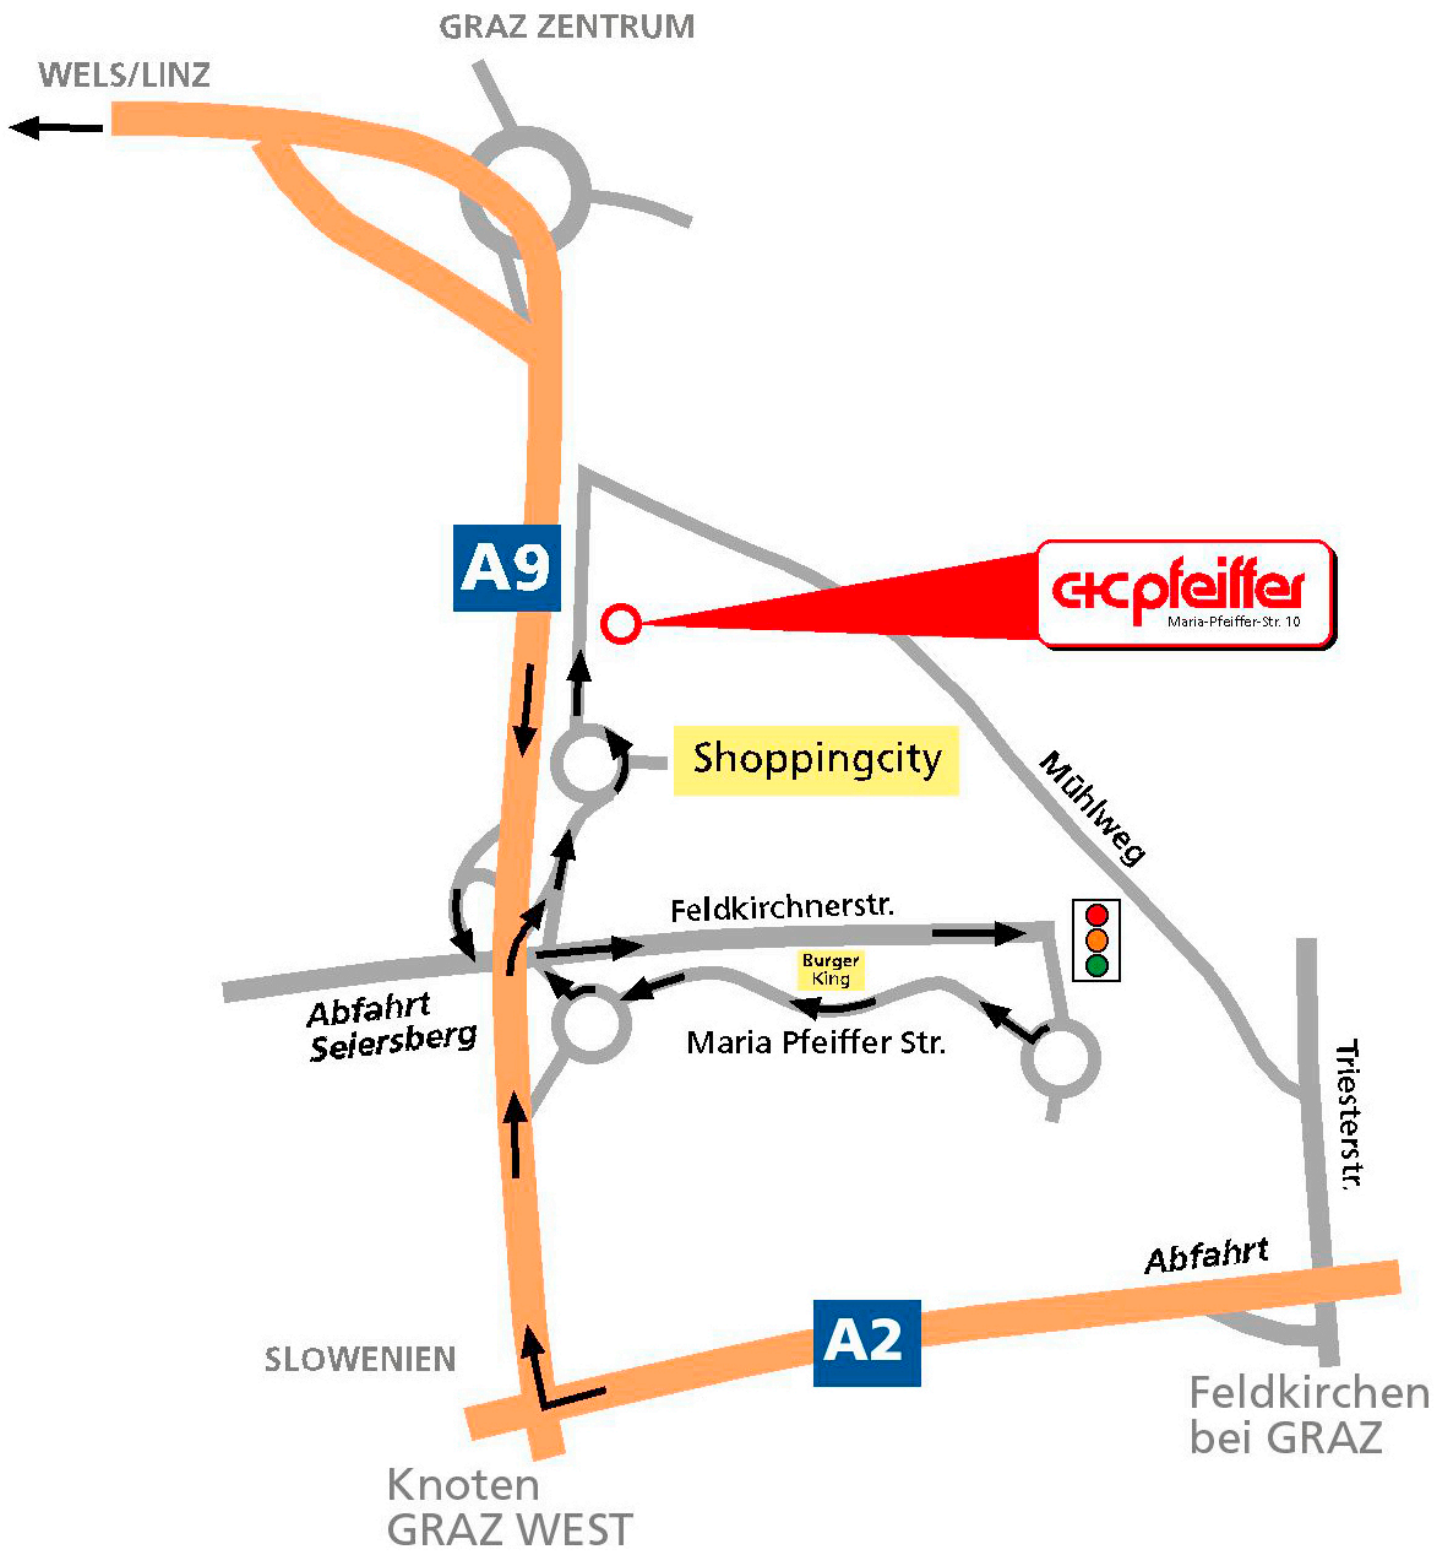 GRAZ ZENTRUM
WELS/LINZ
A9
c+cpfeiffer
Maria-Pfeiffer-Str. 10
Shoppingcity
Mühlweg
Feldkirchnerstr.
Burger
King
Abfahrt
Seiersberg
Maria Pfeiffer Str.
Triesterstr.
Abfahrt
A2
SLOWENIEN
Feldkirchen
bei GRAZ
Knoten
GRAZ WEST